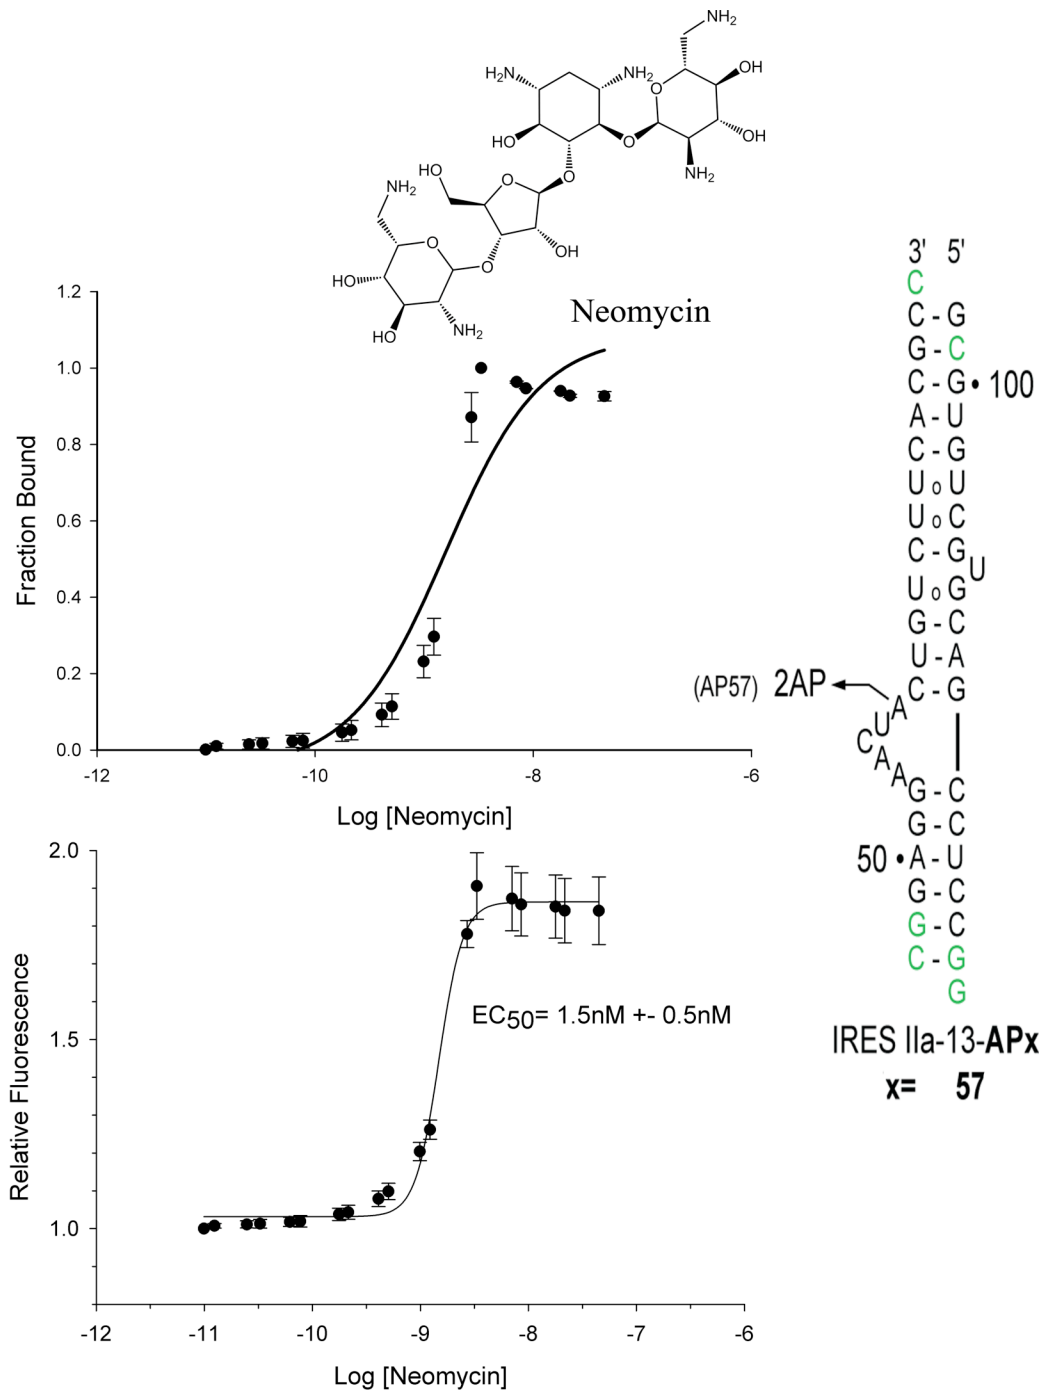 NH2
H2N
NH2
O
OH
HO
O
OH
NH2
HO
O
O
NH2
OH
O
O
HO
HO
NH2
Neomycin
1.2
1.0
0.8
0.6
0.4
0.2
0.0
Fraction Bound
-12
-10
-8
-6
Log [Neomycin]
2.0
1.5
1.0
Relative Fluorescence
EC50= 1.5nM +- 0.5nM
-12
-11
-10
-9
-8
-7
-6
Log [Neomycin]
3' 5'
C
C - G
G - C
C - G • 100
A - U
C - G
U o U
U o C
C - G
U
U o G
G - C
U - A
(AP57) 2AP
C - G
A
U
C
A
A
G - C
G - C
50 • A - U
G - C
G - C
C - G
G
IRES IIa-13-APx
x= 57